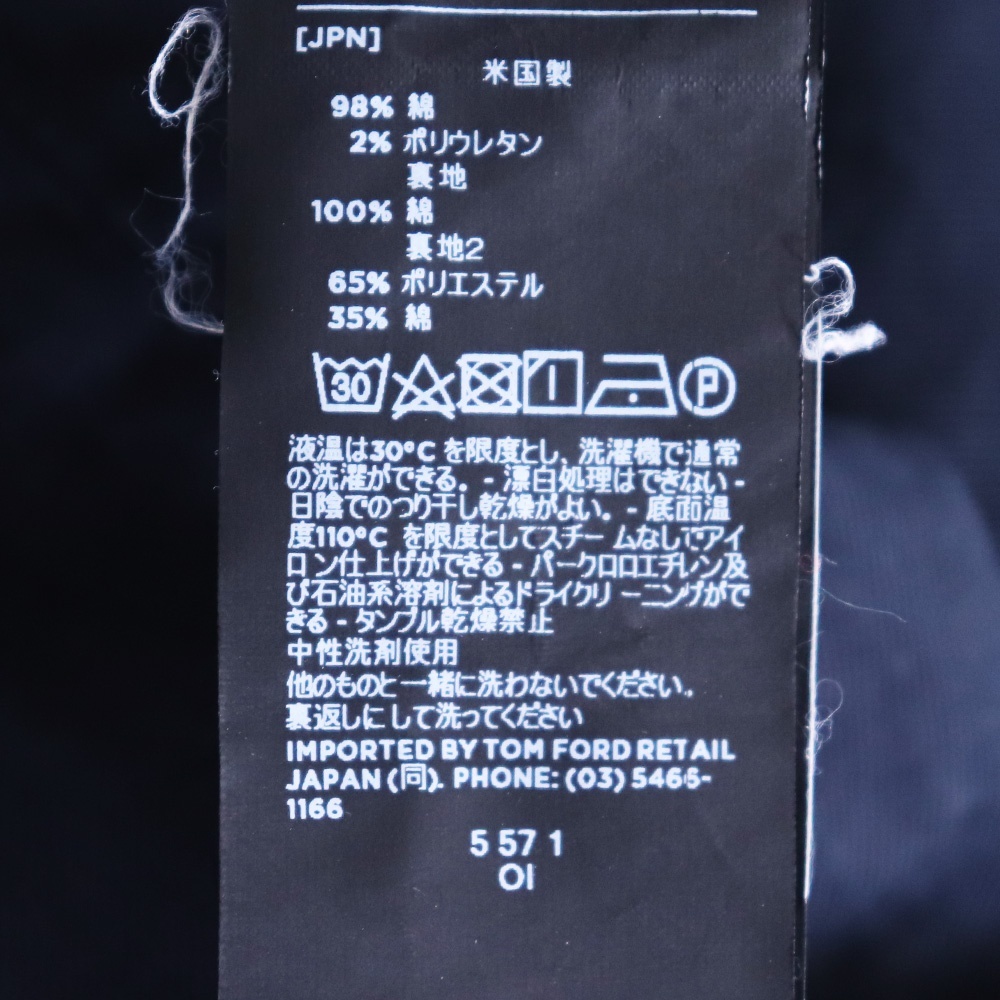 [JPN]
米国製
98% 綿
2% ポリウレタン
裏地
100% 綿
裏地2
65% ポリエステル
35% 綿
30
P
液温は30°C を限度とし、洗濯機で通常
の洗濯ができる。- 漂白処理はできない -
日陰でのつり干し乾燥がよい。- 底面温
度110°C を限度としてスチームなしでアイ
ロン仕上げができる - パークロロエチレン及
び石油系溶剤によるドライクリーニングがで
きる - タンブル乾燥禁止
中性洗剤使用
他のものと一緒に洗わないでください.
裏返しにして洗ってください
IMPORTED BY TOM FORD RETAIL
JAPAN (同). PHONE: (03) 5466-
1166
5 57 1
OI